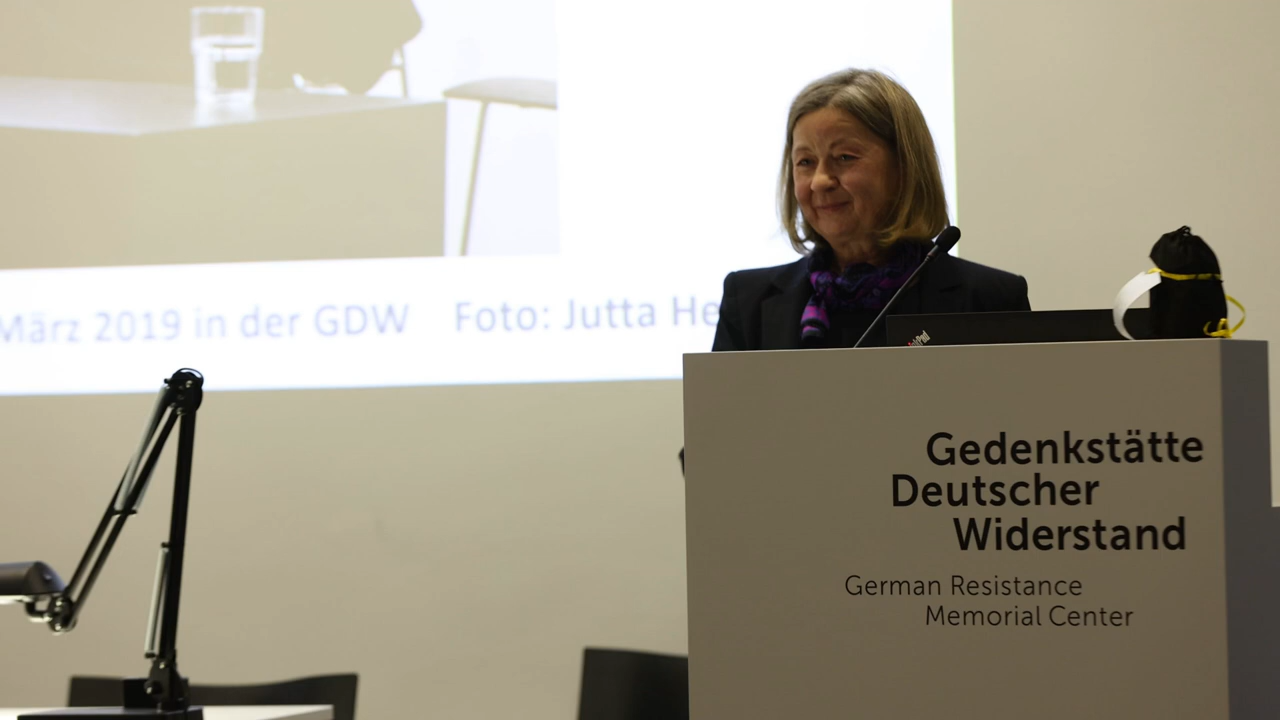 März 2019 in der GDW Foto: Jutta
Gedenkstätte
Deutscher
Widerstand
German Resistance
Memorial Center